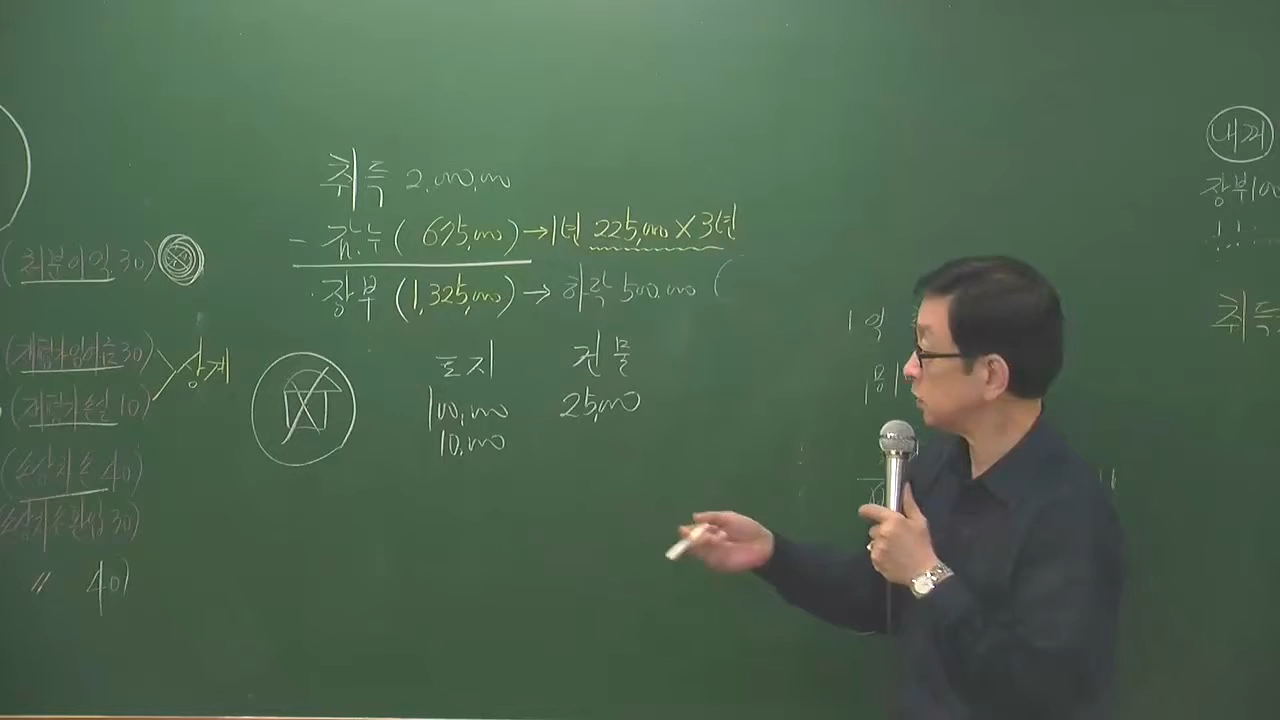 (처분이익 30)
(재평가잉여금 30)
(재평가손실 10)
상계
(손상차손 40)
(손상차손환입 30)
〃 40)
취득 2,000,000
- 감.누 (675,000) → 1년 225,000 X 3년
장부 (1,325,000) → 하락 500,000 (
토지 건물
100,000 25,000
10,000
1억
내꺼
장부100
취득